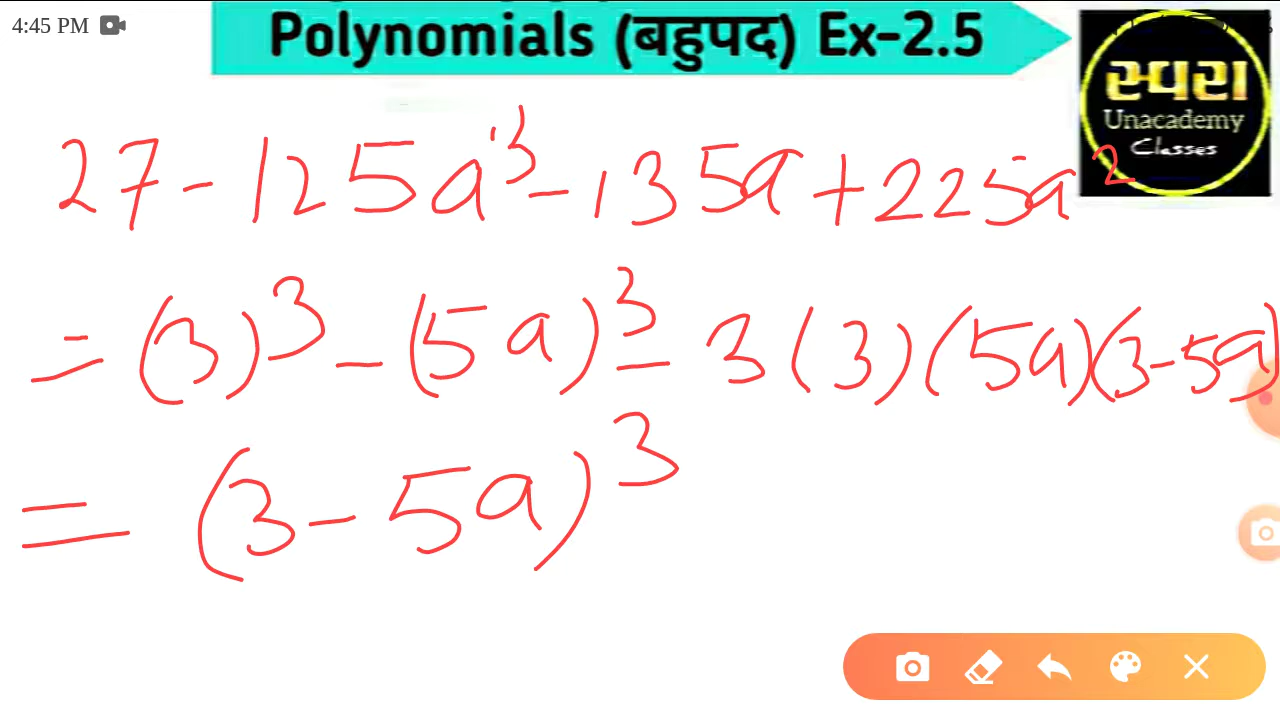 4:45 PM
Polynomials (बहुपद) Ex-2.5
स्परा
Unacademy
Classes
27 - 125a³ - 135a + 225a²
= (3)³ - (5a)³ - 3(3)(5a)(3-5a)
= (3 - 5a)³